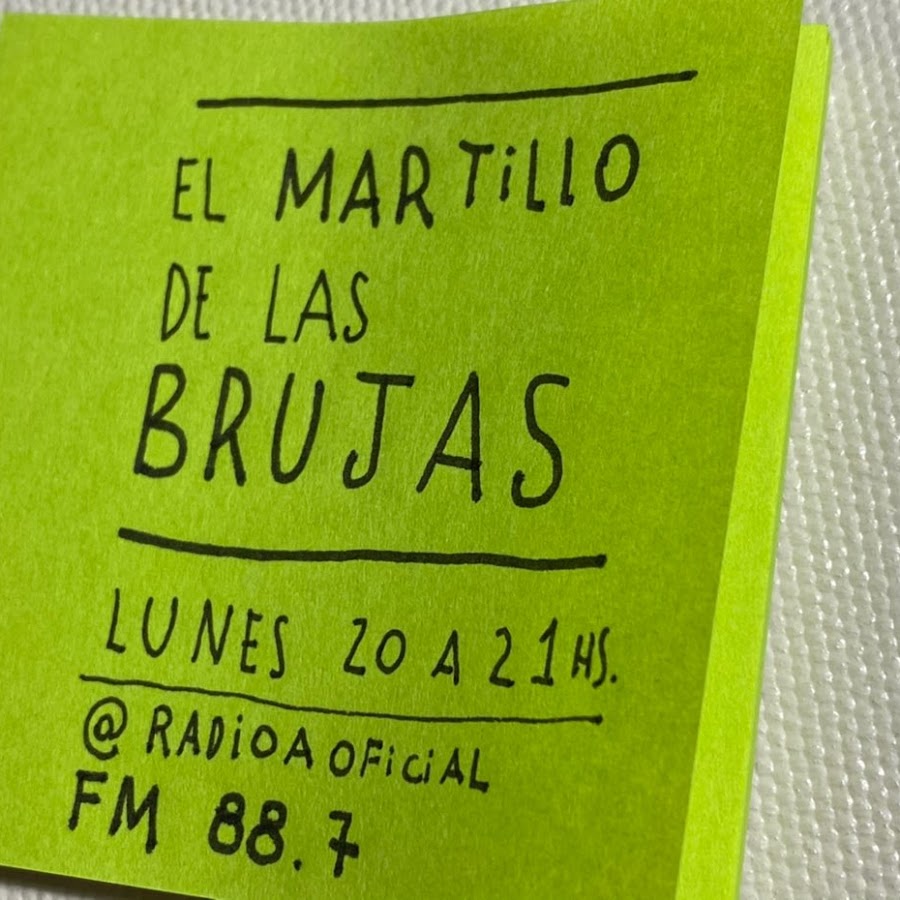 EL MARTiLLO
DE LAS
BRUJAS
LUNES 20 A 21 HS.
@RADiOA OFiCiAL
FM 88.7